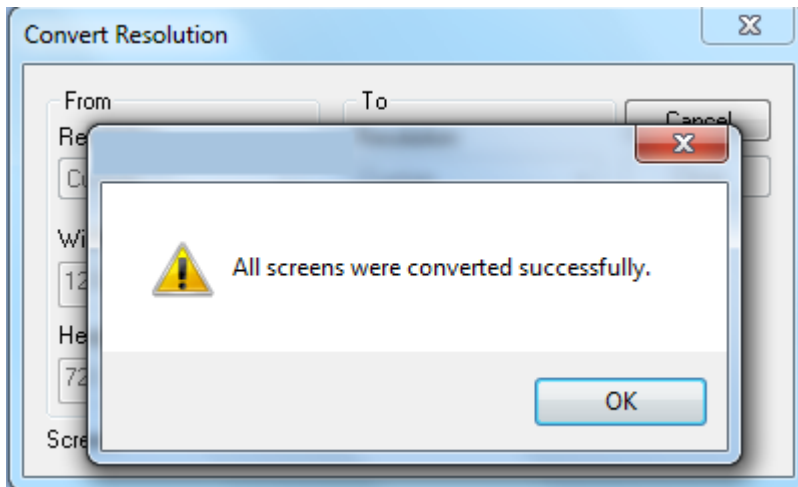 Convert Resolution
From
To
Cancel
All screens were converted successfully.
OK